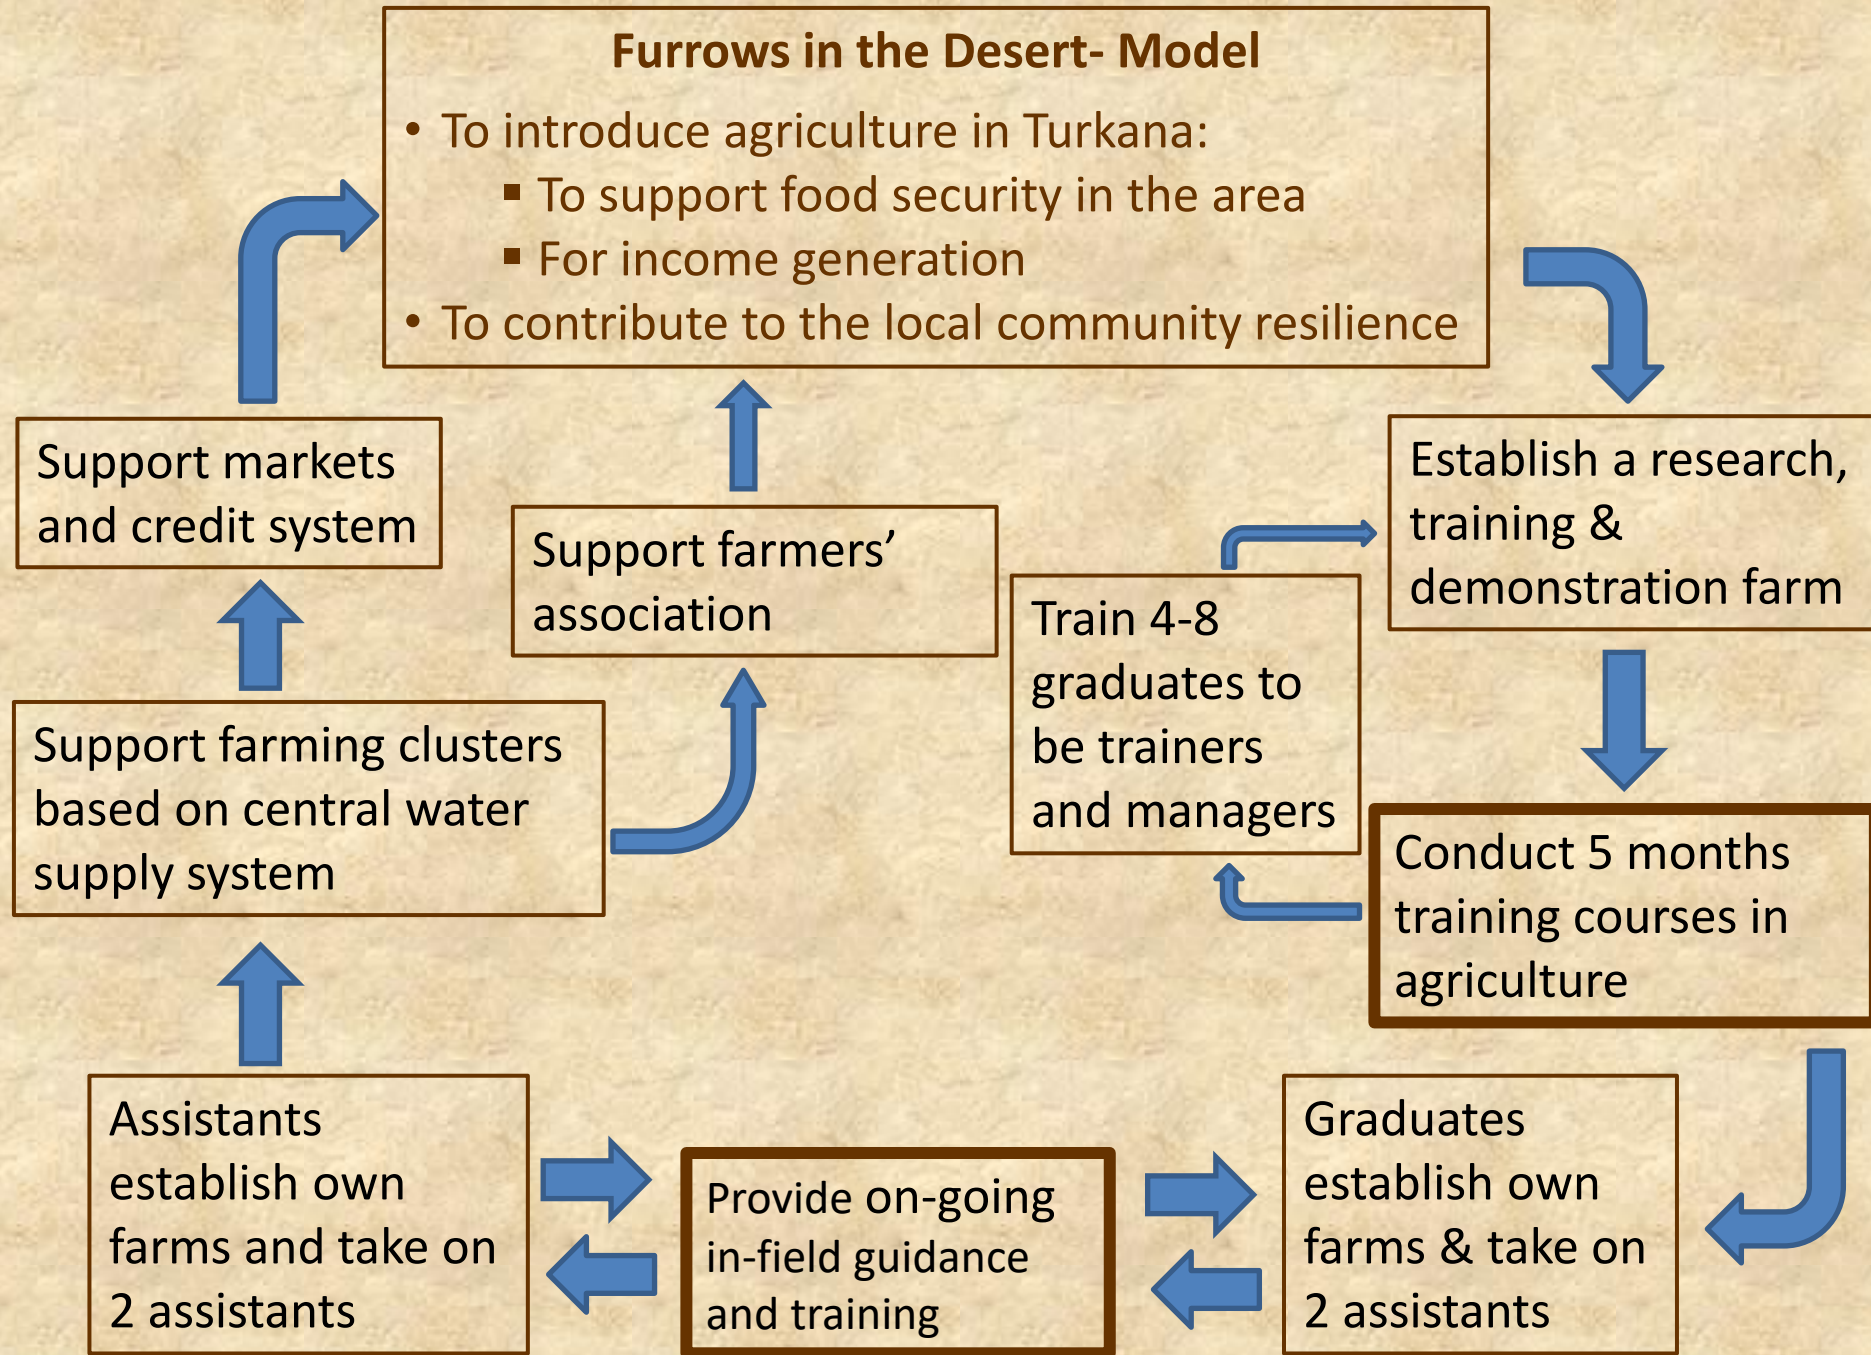 Furrows in the Desert- Model
• To introduce agriculture in Turkana:
▪ To support food security in the area
▪ For income generation
• To contribute to the local community resilience
Support markets
and credit system
Support farmers’
association
Establish a research,
training &
demonstration farm
Train 4-8
graduates to
be trainers
and managers
Support farming clusters
based on central water
supply system
Conduct 5 months
training courses in
agriculture
Assistants
establish own
farms and take on
2 assistants
Provide on-going
in-field guidance
and training
Graduates
establish own
farms & take on
2 assistants